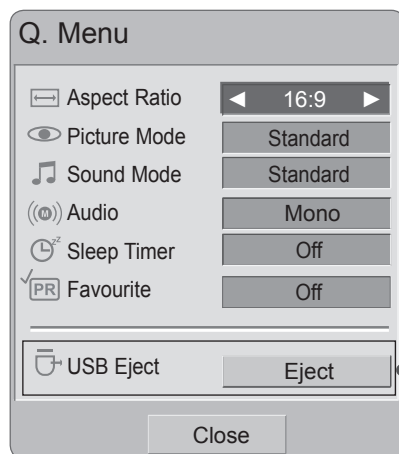 Q. Menu
Aspect Ratio ◄ 16:9 ►
Picture Mode Standard
Sound Mode Standard
((M)) Audio Mono
zz Sleep Timer Off
PR Favourite Off
USB Eject Eject
Close